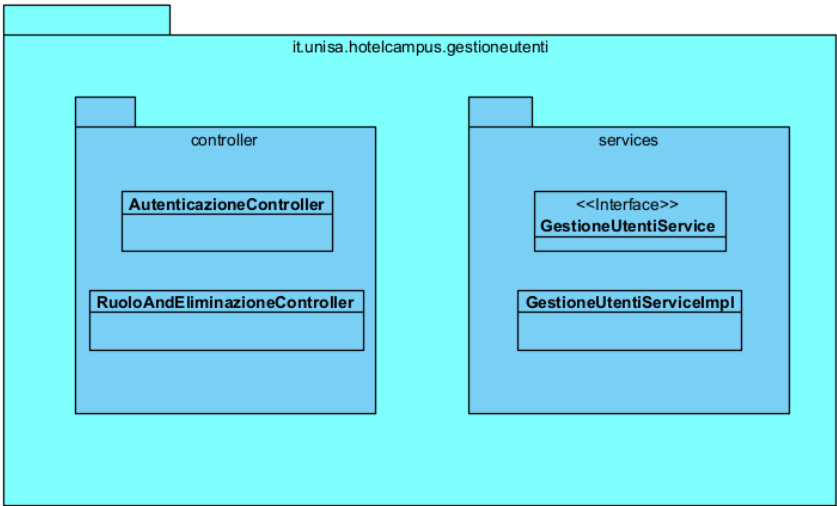 it.unisa.hotelcampus.gestioneutenti
controller
AutenticazioneController
RuoloAndEliminazioneController
services
<<Interface>>
GestioneUtentiService
GestioneUtentiServiceImpl